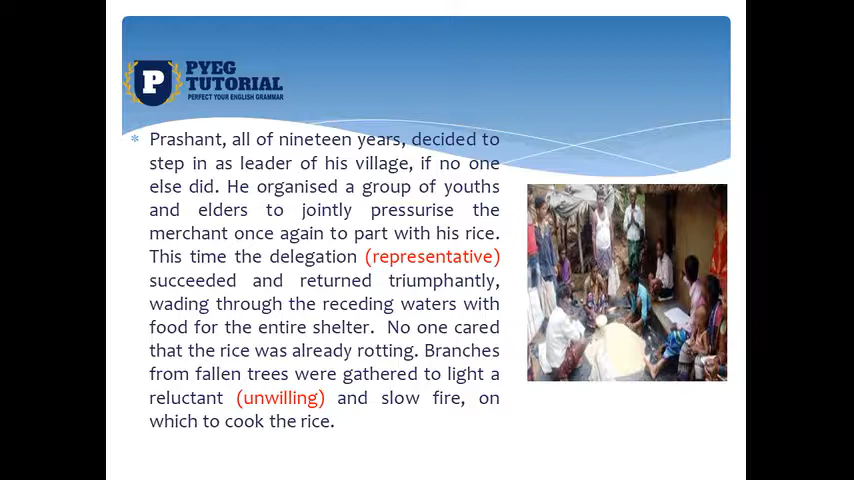 P
PYEG
TUTORIAL
PERFECT YOUR ENGLISH GRAMMAR
Prashant, all of nineteen years, decided to
step in as leader of his village, if no one
else did. He organised a group of youths
and elders to jointly pressurise the
merchant once again to part with his rice.
This time the delegation (representative)
succeeded and returned triumphantly,
wading through the receding waters with
food for the entire shelter. No one cared
that the rice was already rotting. Branches
from fallen trees were gathered to light a
reluctant (unwilling) and slow fire, on
which to cook the rice.